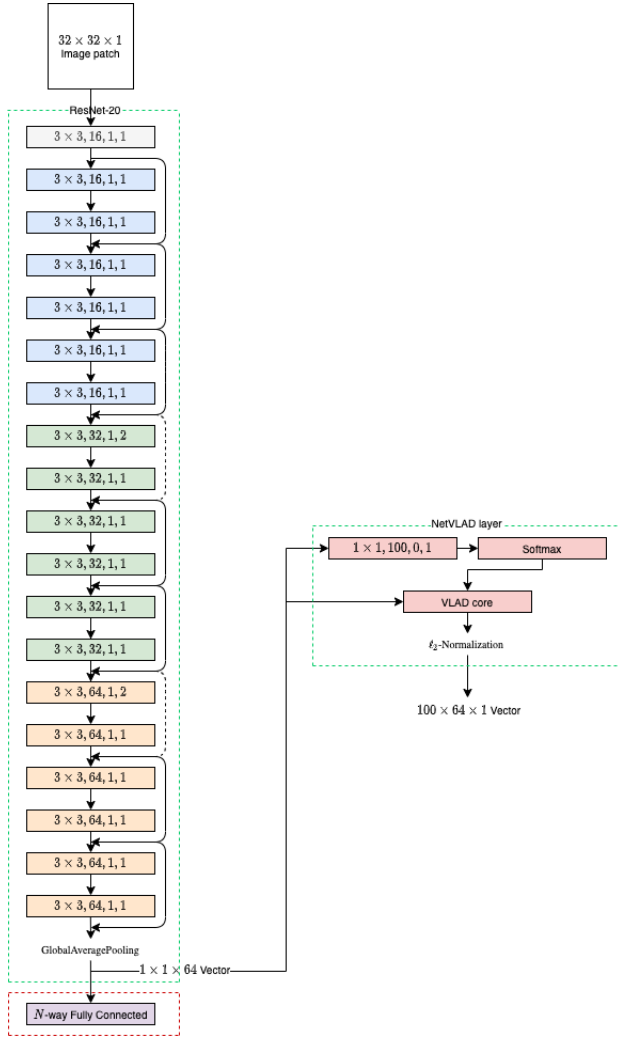 32 × 32 × 1
Image patch
ResNet-20
3 × 3, 16, 1, 1
3 × 3, 16, 1, 1
3 × 3, 16, 1, 1
3 × 3, 16, 1, 1
3 × 3, 16, 1, 1
3 × 3, 16, 1, 1
3 × 3, 16, 1, 1
3 × 3, 32, 1, 2
3 × 3, 32, 1, 1
3 × 3, 32, 1, 1
3 × 3, 32, 1, 1
3 × 3, 32, 1, 1
3 × 3, 32, 1, 1
3 × 3, 64, 1, 2
3 × 3, 64, 1, 1
3 × 3, 64, 1, 1
3 × 3, 64, 1, 1
3 × 3, 64, 1, 1
3 × 3, 64, 1, 1
GlobalAveragePooling
1 × 1 × 64 Vector
N-way Fully Connected
NetVLAD layer
1 × 1, 100, 0, 1
Softmax
VLAD core
ℓ₂-Normalization
100 × 64 × 1 Vector